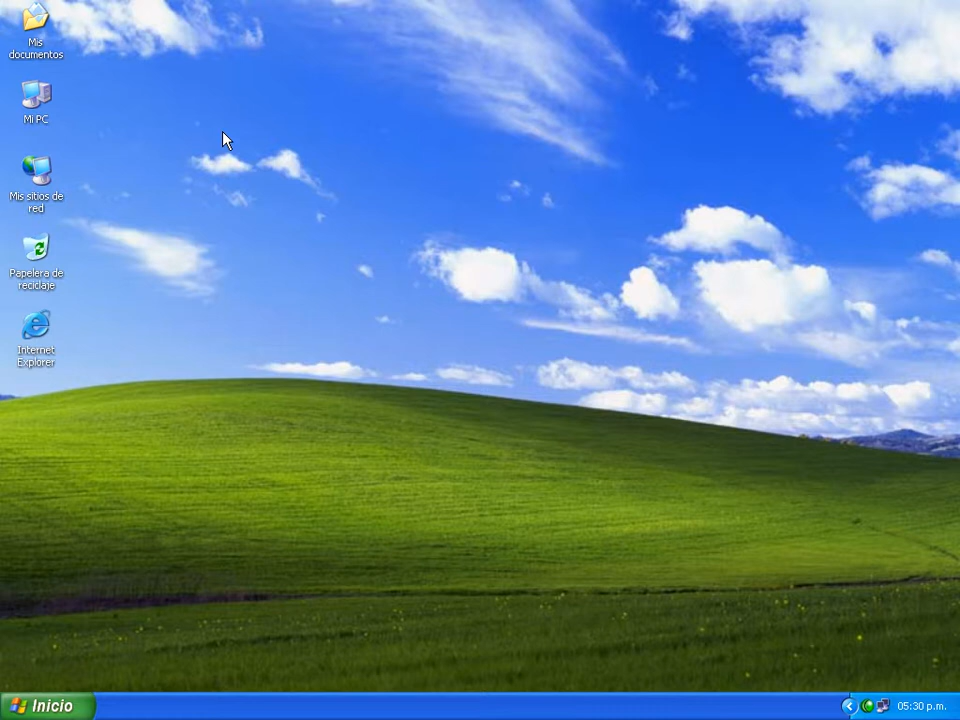 Mis
documentos
Mi PC
Mis sitios de
red
Papelera de
reciclaje
Internet
Explorer
Inicio
05:30 p.m.